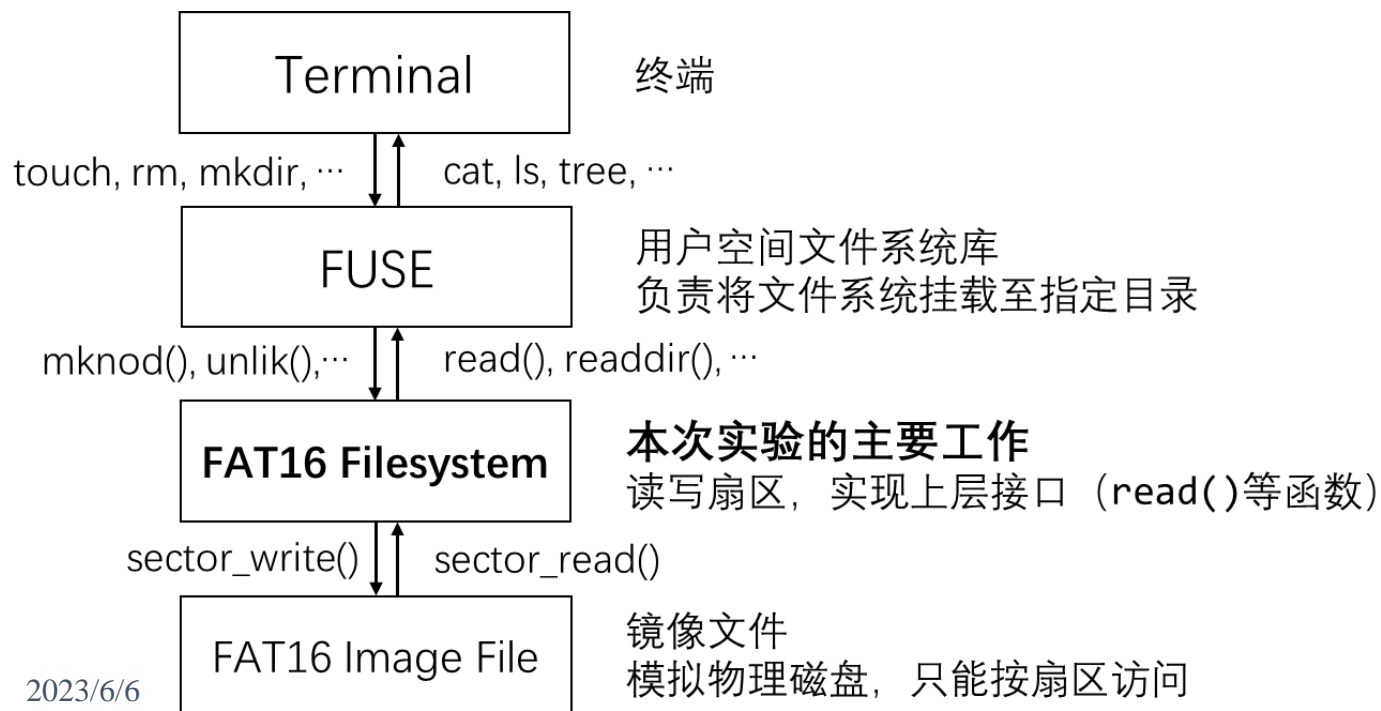 Terminal
终端
touch, rm, mkdir, ···
cat, ls, tree, ···
FUSE
用户空间文件系统库
负责将文件系统挂载至指定目录
mknod(), unlik(),···
read(), readdir(), ···
FAT16 Filesystem
本次实验的主要工作
读写扇区，实现上层接口（read()等函数）
sector_write()
sector_read()
FAT16 Image File
镜像文件
模拟物理磁盘，只能按扇区访问
2023/6/6